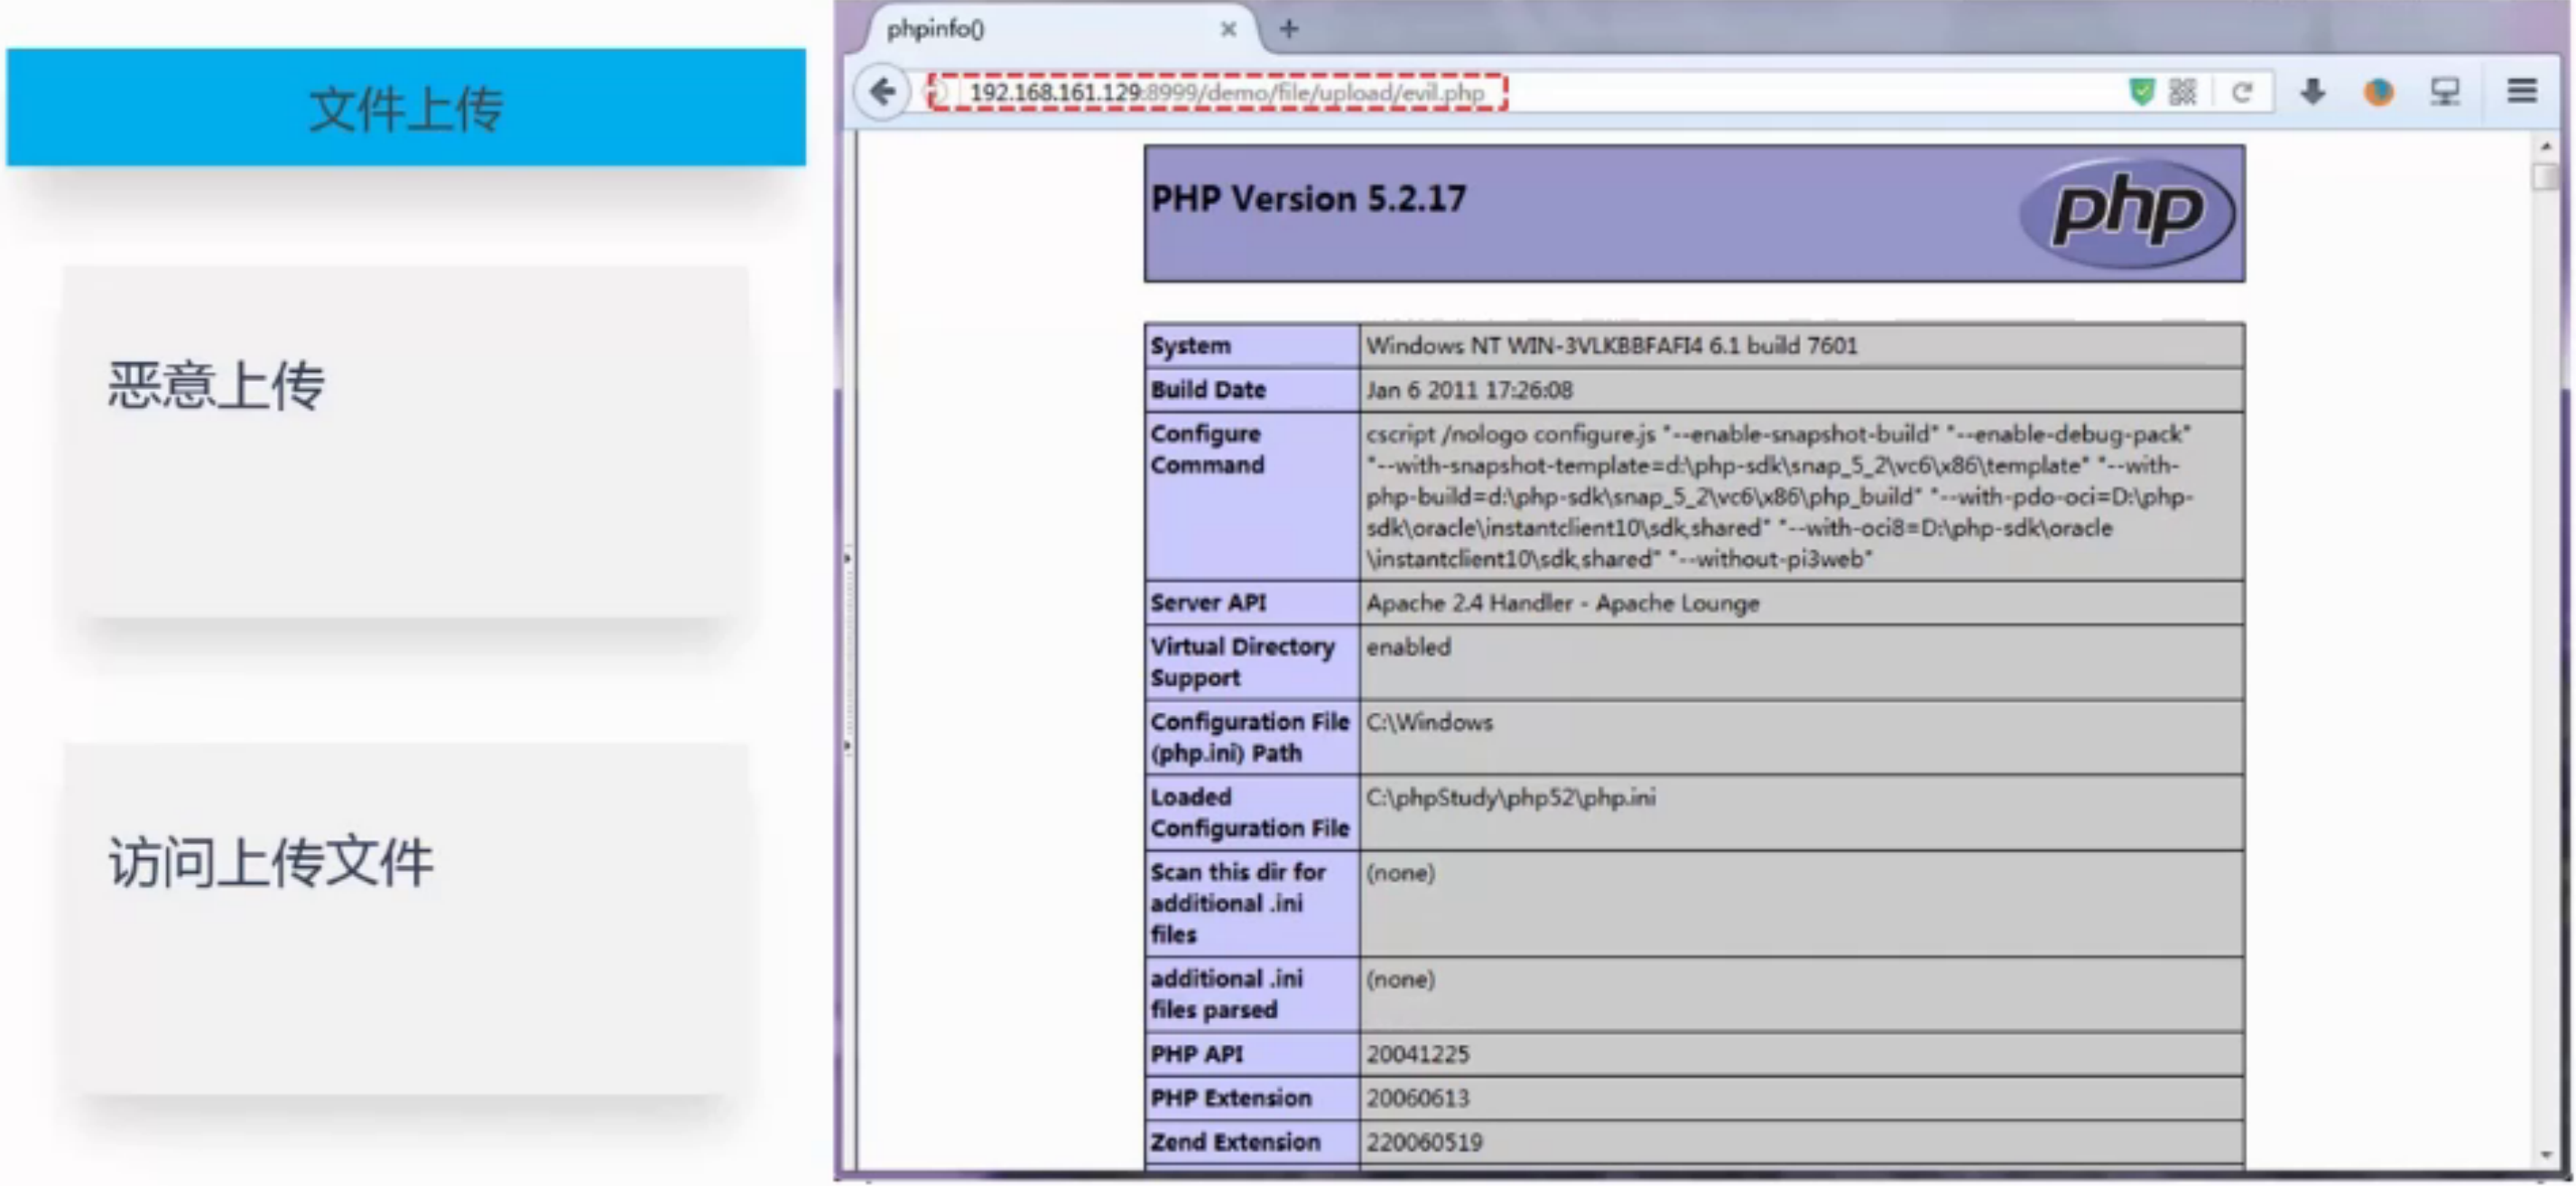 文件上传
恶意上传
访问上传文件
phpinfo()
192.168.161.129:8999/demo/file/upload/evil.php
PHP Version 5.2.17
php
System
Windows NT WIN-3VLKBBFAFI4 6.1 build 7601
Build Date
Jan 6 2011 17:26:08
Configure
Command
cscript /nologo configure.js "--enable-snapshot-build" "--enable-debug-pack"
"--with-snapshot-template=d:\php-sdk\snap_5_2\vc6\x86\template" "--with-
php-build=d:\php-sdk\snap_5_2\vc6\x86\php_build" "--with-pdo-oci=D:\php-
sdk\oracle\instantclient10\sdk,shared" "--with-oci8=D:\php-sdk\oracle
\instantclient10\sdk,shared" "--without-pi3web"
Server API
Apache 2.4 Handler - Apache Lounge
Virtual Directory
Support
enabled
Configuration File
(php.ini) Path
C:\Windows
Loaded
Configuration File
C:\phpStudy\php52\php.ini
Scan this dir for
additional .ini
files
(none)
additional .ini
files parsed
(none)
PHP API
20041225
PHP Extension
20060613
Zend Extension
220060519